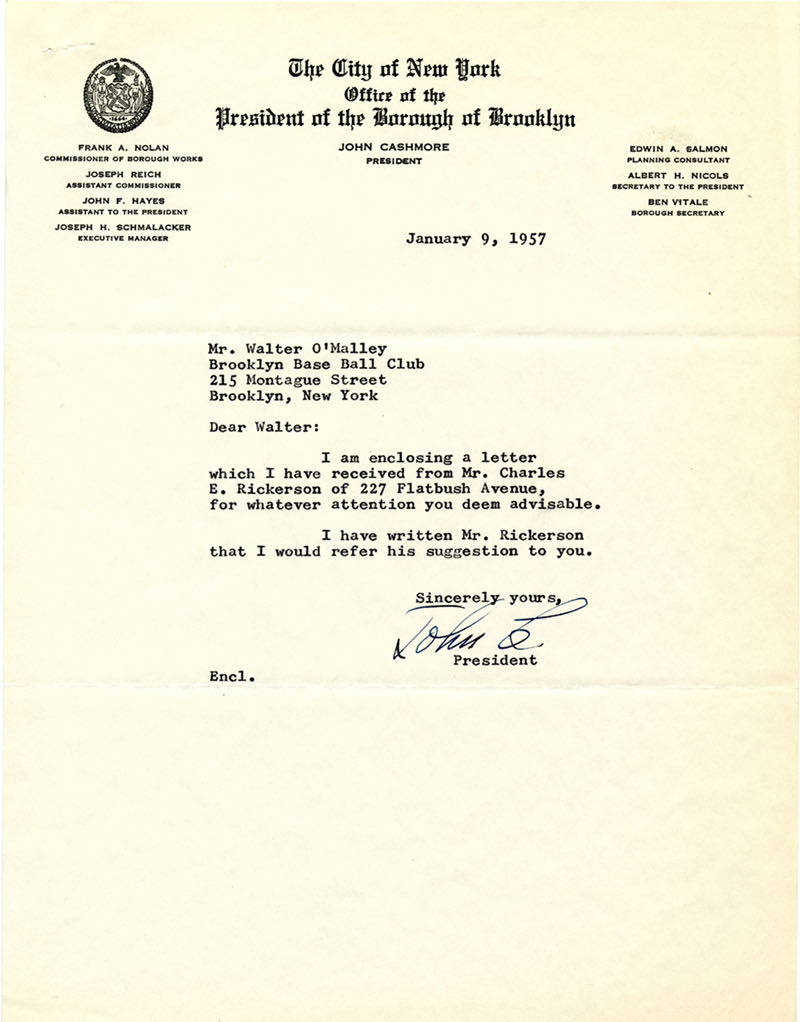 The City of New York
Office of the
President of the Borough of Brooklyn
JOHN CASHMORE
PRESIDENT
FRANK A. NOLAN
COMMISSIONER OF BOROUGH WORKS
JOSEPH REICH
ASSISTANT COMMISSIONER
JOHN F. HAYES
ASSISTANT TO THE PRESIDENT
JOSEPH H. SCHMALACKER
EXECUTIVE MANAGER
EDWIN A. SALMON
PLANNING CONSULTANT
ALBERT H. NICOLS
SECRETARY TO THE PRESIDENT
BEN VITALE
BOROUGH SECRETARY
January 9, 1957
Mr. Walter O'Malley
Brooklyn Base Ball Club
215 Montague Street
Brooklyn, New York
Dear Walter:
I am enclosing a letter
which I have received from Mr. Charles
E. Rickerson of 227 Flatbush Avenue,
for whatever attention you deem advisable.
I have written Mr. Rickerson
that I would refer his suggestion to you.
Sincerely yours,
John
President
Encl.